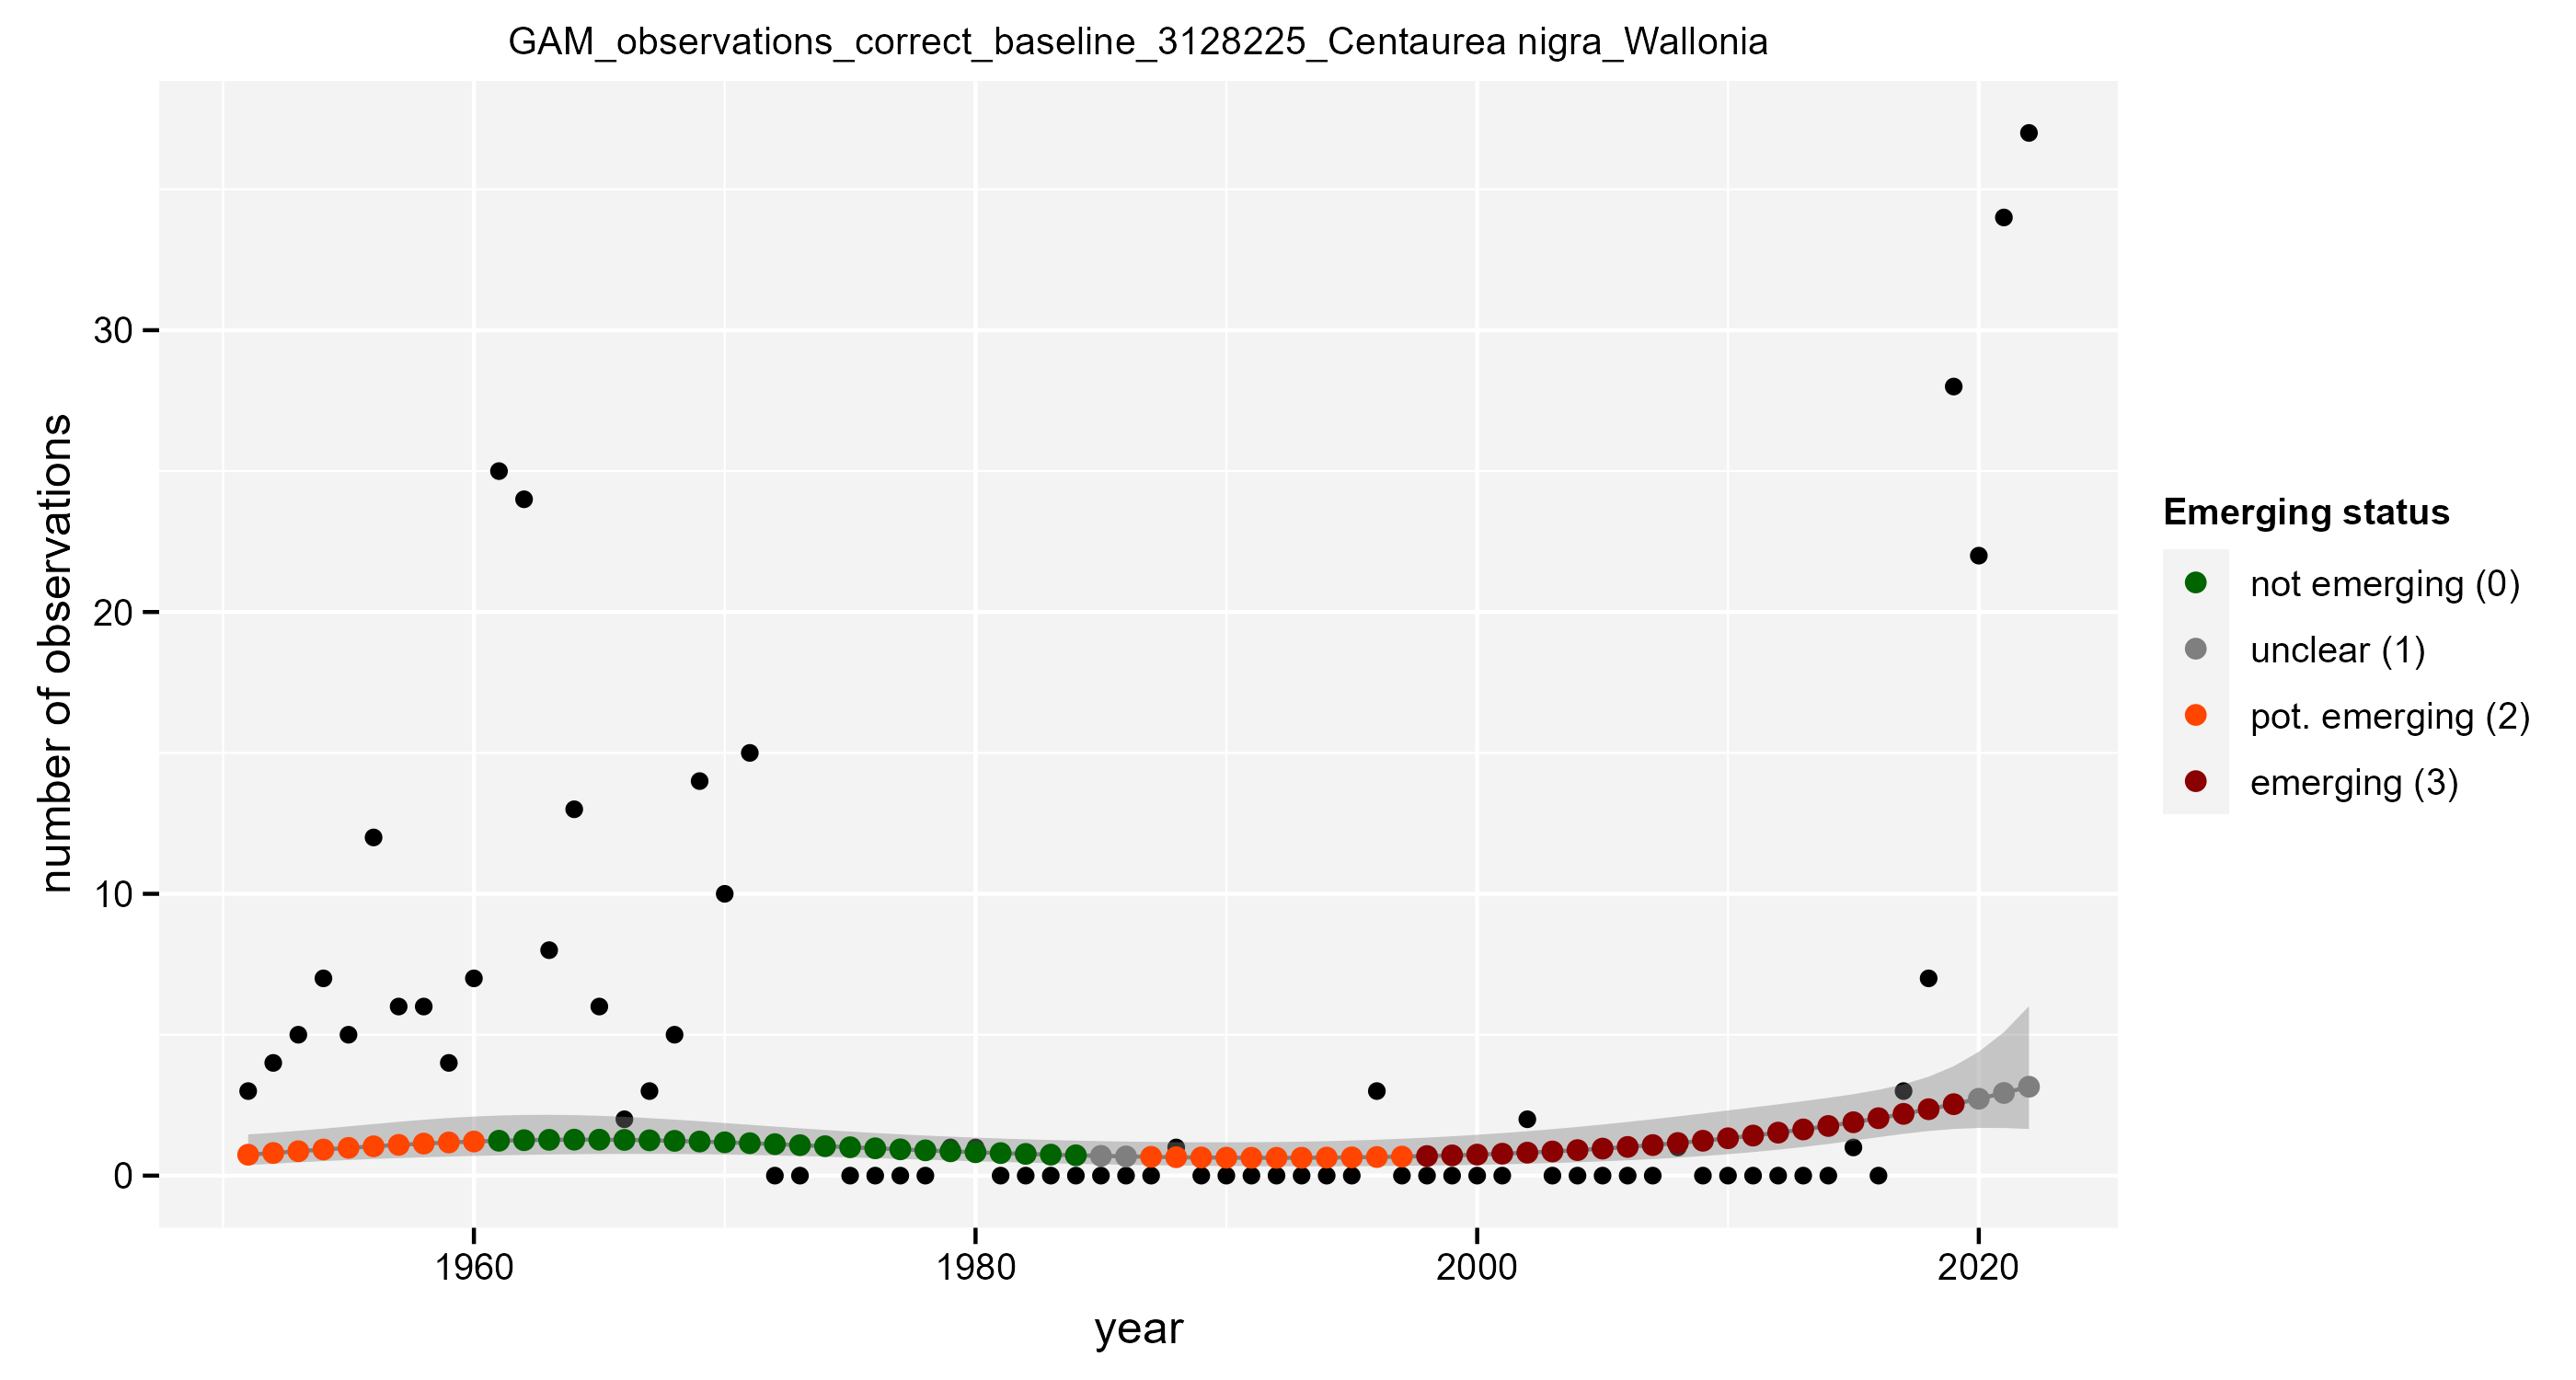 GAM_observations_correct_baseline_3128225_Centaurea nigra_Wallonia
number of observations
30
20
10
0
1960
1980
2000
2020
year
Emerging status
not emerging (0)
unclear (1)
pot. emerging (2)
emerging (3)